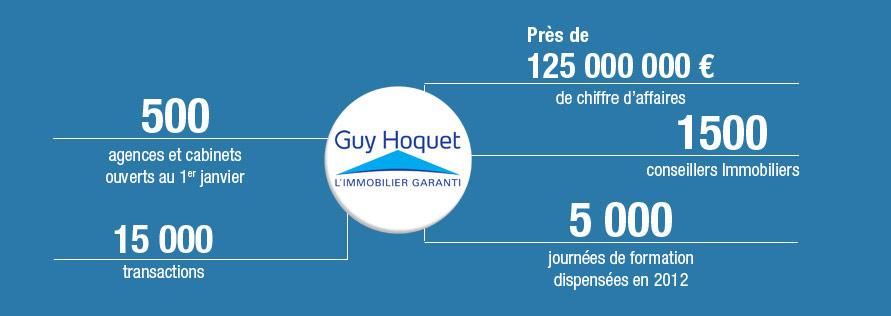 500
agences et cabinets
ouverts au 1er janvier
15 000
transactions
Guy Hoquet
L'IMMOBILIER GARANTI
Près de
125 000 000 €
de chiffre d'affaires
1500
conseillers Immobiliers
5 000
journées de formation
dispensées en 2012